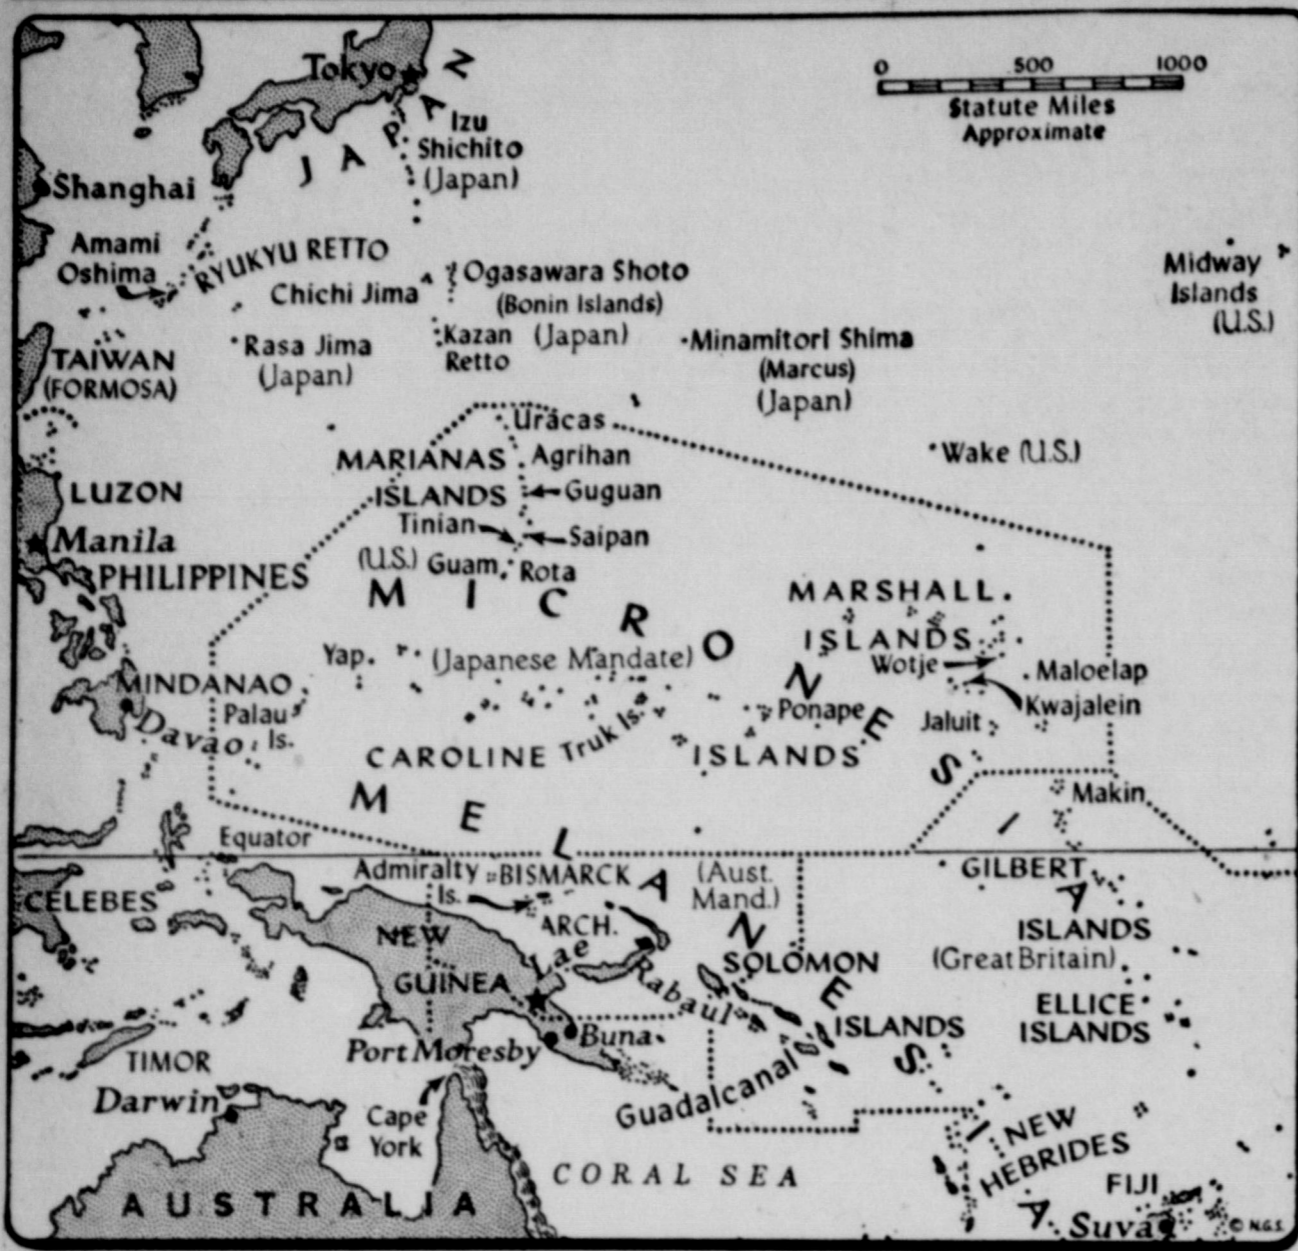 Tokyo
JAPAN
Izu
Shichito
(Japan)
0 500 1000
Statute Miles
Approximate
Shanghai
Amami
Oshima
RYUKYU RETTO
Chichi Jima
Ogasawara Shoto
(Bonin Islands)
(Japan)
Kazan
Retto
Rasa Jima
(Japan)
Minamitori Shima
(Marcus)
(Japan)
Midway
Islands
(U.S.)
TAIWAN
(FORMOSA)
Uracas
Wake (U.S.)
MARIANAS
ISLANDS
Agrihan
Guguan
Tinian
Saipan
(U.S.) Guam
Rota
LUZON
Manila
PHILIPPINES
MICRONESIA
MARSHALL
ISLANDS
Wotje
Maloelap
Kwajalein
Jaluit
Yap
(Japanese Mandate)
MINDANAO
Davao
Palau
Is.
Truk Is.
Ponape
CAROLINE ISLANDS
MELANESIA
Makin
Equator
GILBERT
ISLANDS
(Great Britain)
Admiralty
Is.
BISMARCK
ARCH.
(Aust.
Mand.)
CELEBES
NEW
GUINEA
Lae
Rabaul
SOLOMON
ISLANDS
ELLICE
ISLANDS
TIMOR
Port Moresby
Buna
Guadalcanal
Darwin
Cape
York
NEW
HEBRIDES
CORAL SEA
FIJI
Suva
AUSTRALIA
© N.G.S.